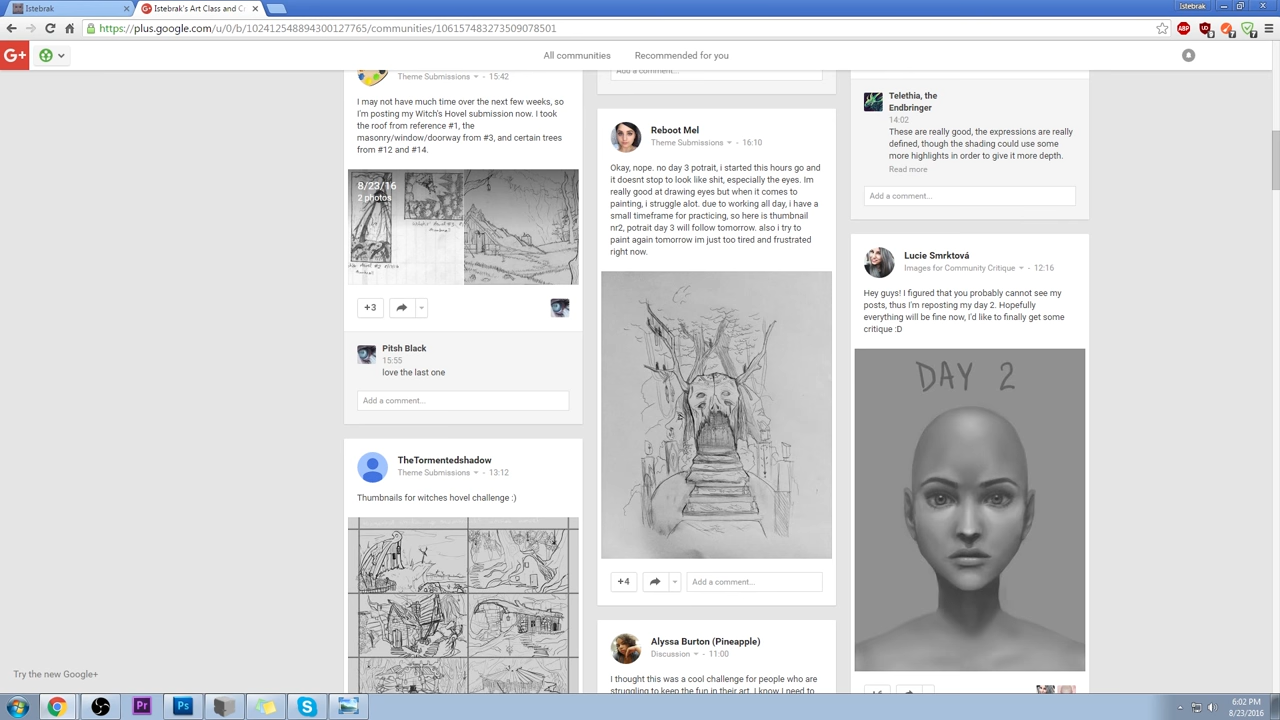 Istebrak
Istebrak's Art Class and Cr
Istebrak
https://plus.google.com/u/0/b/102412548894300127765/communities/106157483273509078501
G+
All communities
Recommended for you
Theme Submissions - 15:42
I may not have much time over the next few weeks, so
I'm posting my Witch's Hovel submission now. I took
the roof from reference #1, the
masonry/window/doorway from #3, and certain trees
from #12 and #14.
8/23/16
2 photos
+3
Pitsh Black
15:55
love the last one
Add a comment...
TheTormentedshadow
Theme Submissions - 13:12
Thumbnails for witches hovel challenge :)
Add a comment...
Reboot Mel
Theme Submissions - 16:10
Okay, nope. no day 3 potrait, i started this hours go and
it doesnt stop to look like shit, especially the eyes. Im
really good at drawing eyes but when it comes to
painting, i struggle alot. due to working all day, i have a
small timeframe for practicing, so here is thumbnail
nr2, potrait day 3 will follow tomorrow. also i try to
paint again tomorrow im just too tired and frustrated
right now.
+4
Add a comment...
Alyssa Burton (Pineapple)
Discussion - 11:00
I thought this was a cool challenge for people who are
struggling to keep the fun in their art. I know I need to
Telethia, the
Endbringer
14:02
These are really good, the expressions are really
defined, though the shading could use some
more highlights in order to give it more depth.
Read more
Add a comment...
Lucie Smrktová
Images for Community Critique - 12:16
Hey guys! I figured that you probably cannot see my
posts, thus I'm reposting my day 2. Hopefully
everything will be fine now, I'd like to finally get some
critique :D
DAY 2
Try the new Google+
6:02 PM
8/23/2016